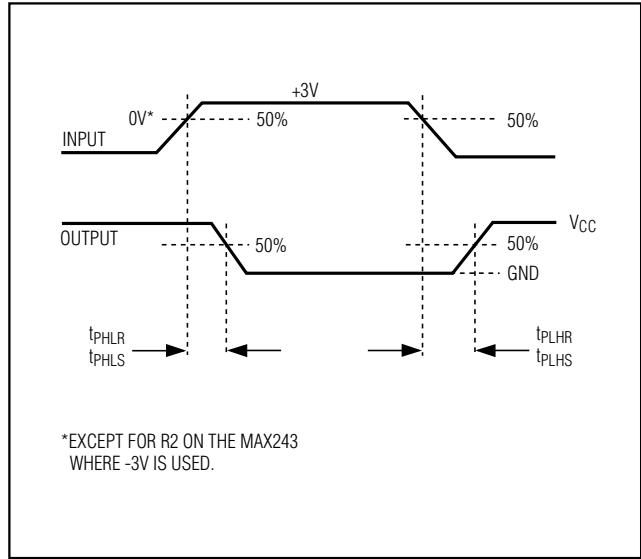 +3V
0V* 50% 50%
INPUT
OUTPUT VCC
50% 50%
GND
tPHLR tPLHR
tPHLS tPLHS
*EXCEPT FOR R2 ON THE MAX243
WHERE -3V IS USED.